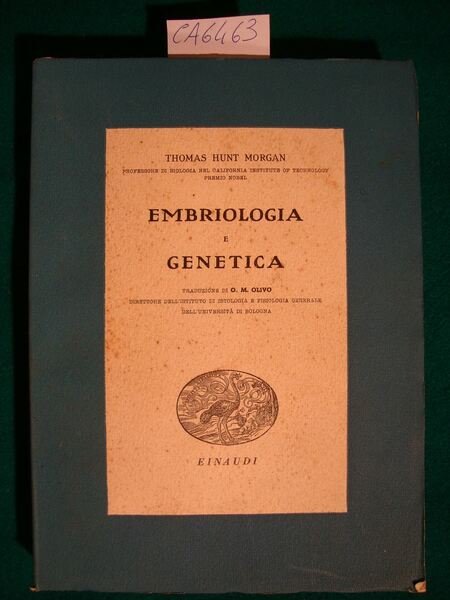 CA6463
THOMAS HUNT MORGAN
PROFESSORE DI BIOLOGIA NEL CALIFORNIA INSTITUTE OF TECHNOLOGY
PREMIO NOBEL
EMBRIOLOGIA
E
GENETICA
TRADUZIONE DI O. M. OLIVO
DIRETTORE DELL'ISTITUTO DI ISTOLOGIA E FISIOLOGIA GENERALE
DELL'UNIVERSITÀ DI BOLOGNA
EINAUDI